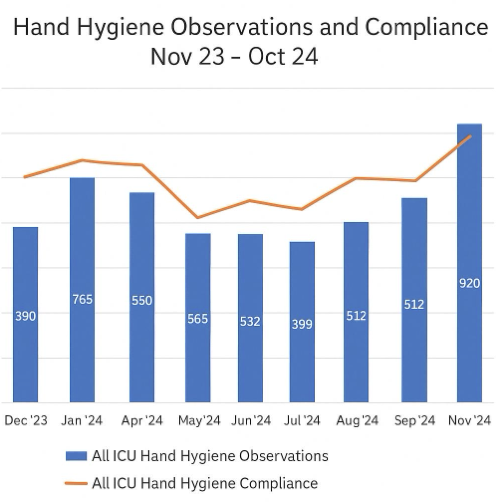 Hand Hygiene Observations and Compliance
Nov 23 – Oct 24
390
765
550
565
532
399
512
512
920
Dec '23 Jan '24 Apr '24 May'24 Jun'24 Jul '24 Aug '24 Sep '24 Nov '24
All ICU Hand Hygiene Observations
All ICU Hand Hygiene Compliance